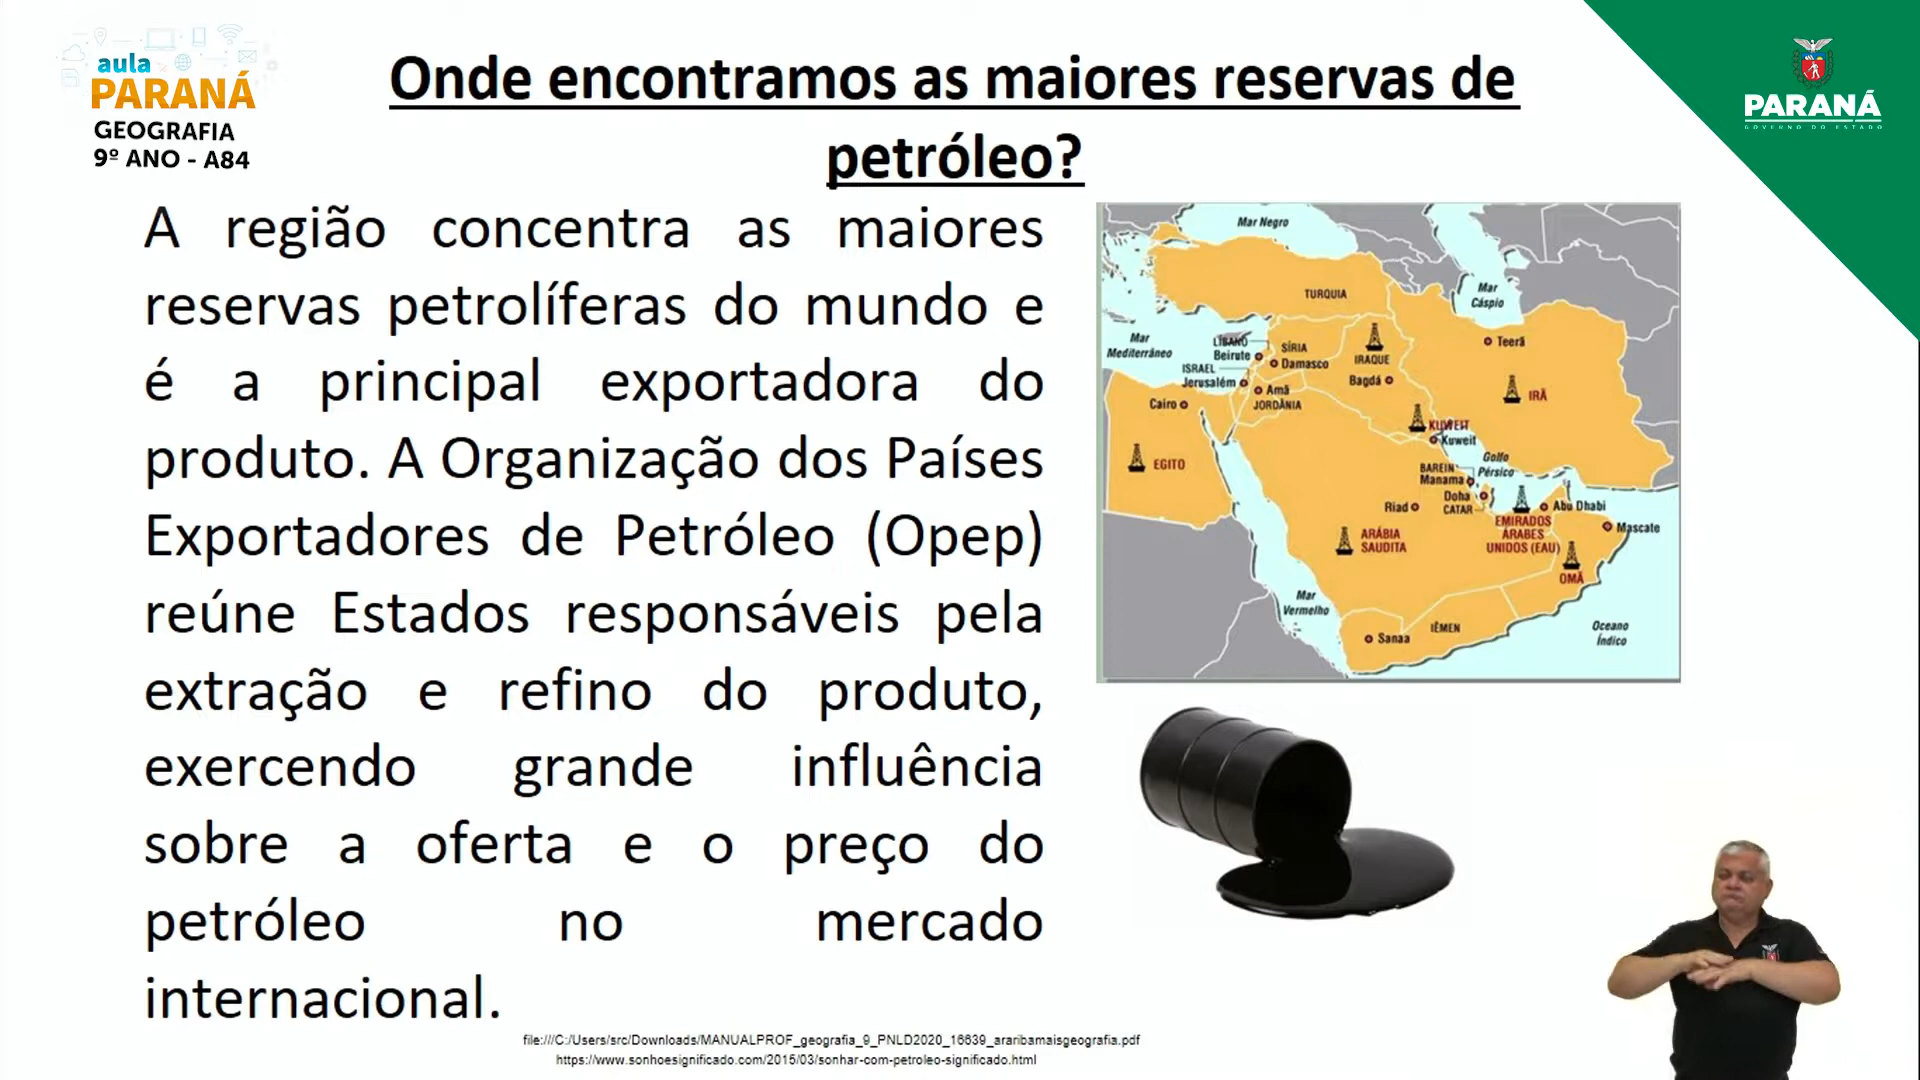 aula
PARANÁ
GEOGRAFIA
9º ANO - A84
Onde encontramos as maiores reservas de
petróleo?
PARANÁ
GOVERNO DO ESTADO
A região concentra as maiores
reservas petrolíferas do mundo e
é a principal exportadora do
produto. A Organização dos Países
Exportadores de Petróleo (Opep)
reúne Estados responsáveis pela
extração e refino do produto,
exercendo grande influência
sobre a oferta e o preço do
petróleo no mercado
internacional.
Mar Negro
Mar
Cáspio
TURQUIA
Mar
Mediterrâneo
LÍBANO
Beirute
SÍRIA
Damasco
IRAQUE
Bagdá
Teerã
IRÃ
ISRAEL
Jerusalém
Amã
JORDÂNIA
Cairo
EGITO
KUWEIT
Kuweit
Golfo
Pérsico
BAREIN
Manama
Doha
CATAR
Riad
Abu Dhabi
EMIRADOS
ÁRABES
UNIDOS (EAU)
Mascate
ARÁBIA
SAUDITA
OMÃ
Mar
Vermelho
Sanaa
IÊMEN
Oceano
Índico
file:///C:/Users/src/Downloads/MANUALPROF_geografia_9_PNLD2020_16639_araribamaisgeografia.pdf
https://www.sonhoesignificado.com/2015/03/sonhar-com-petroleo-significado.html